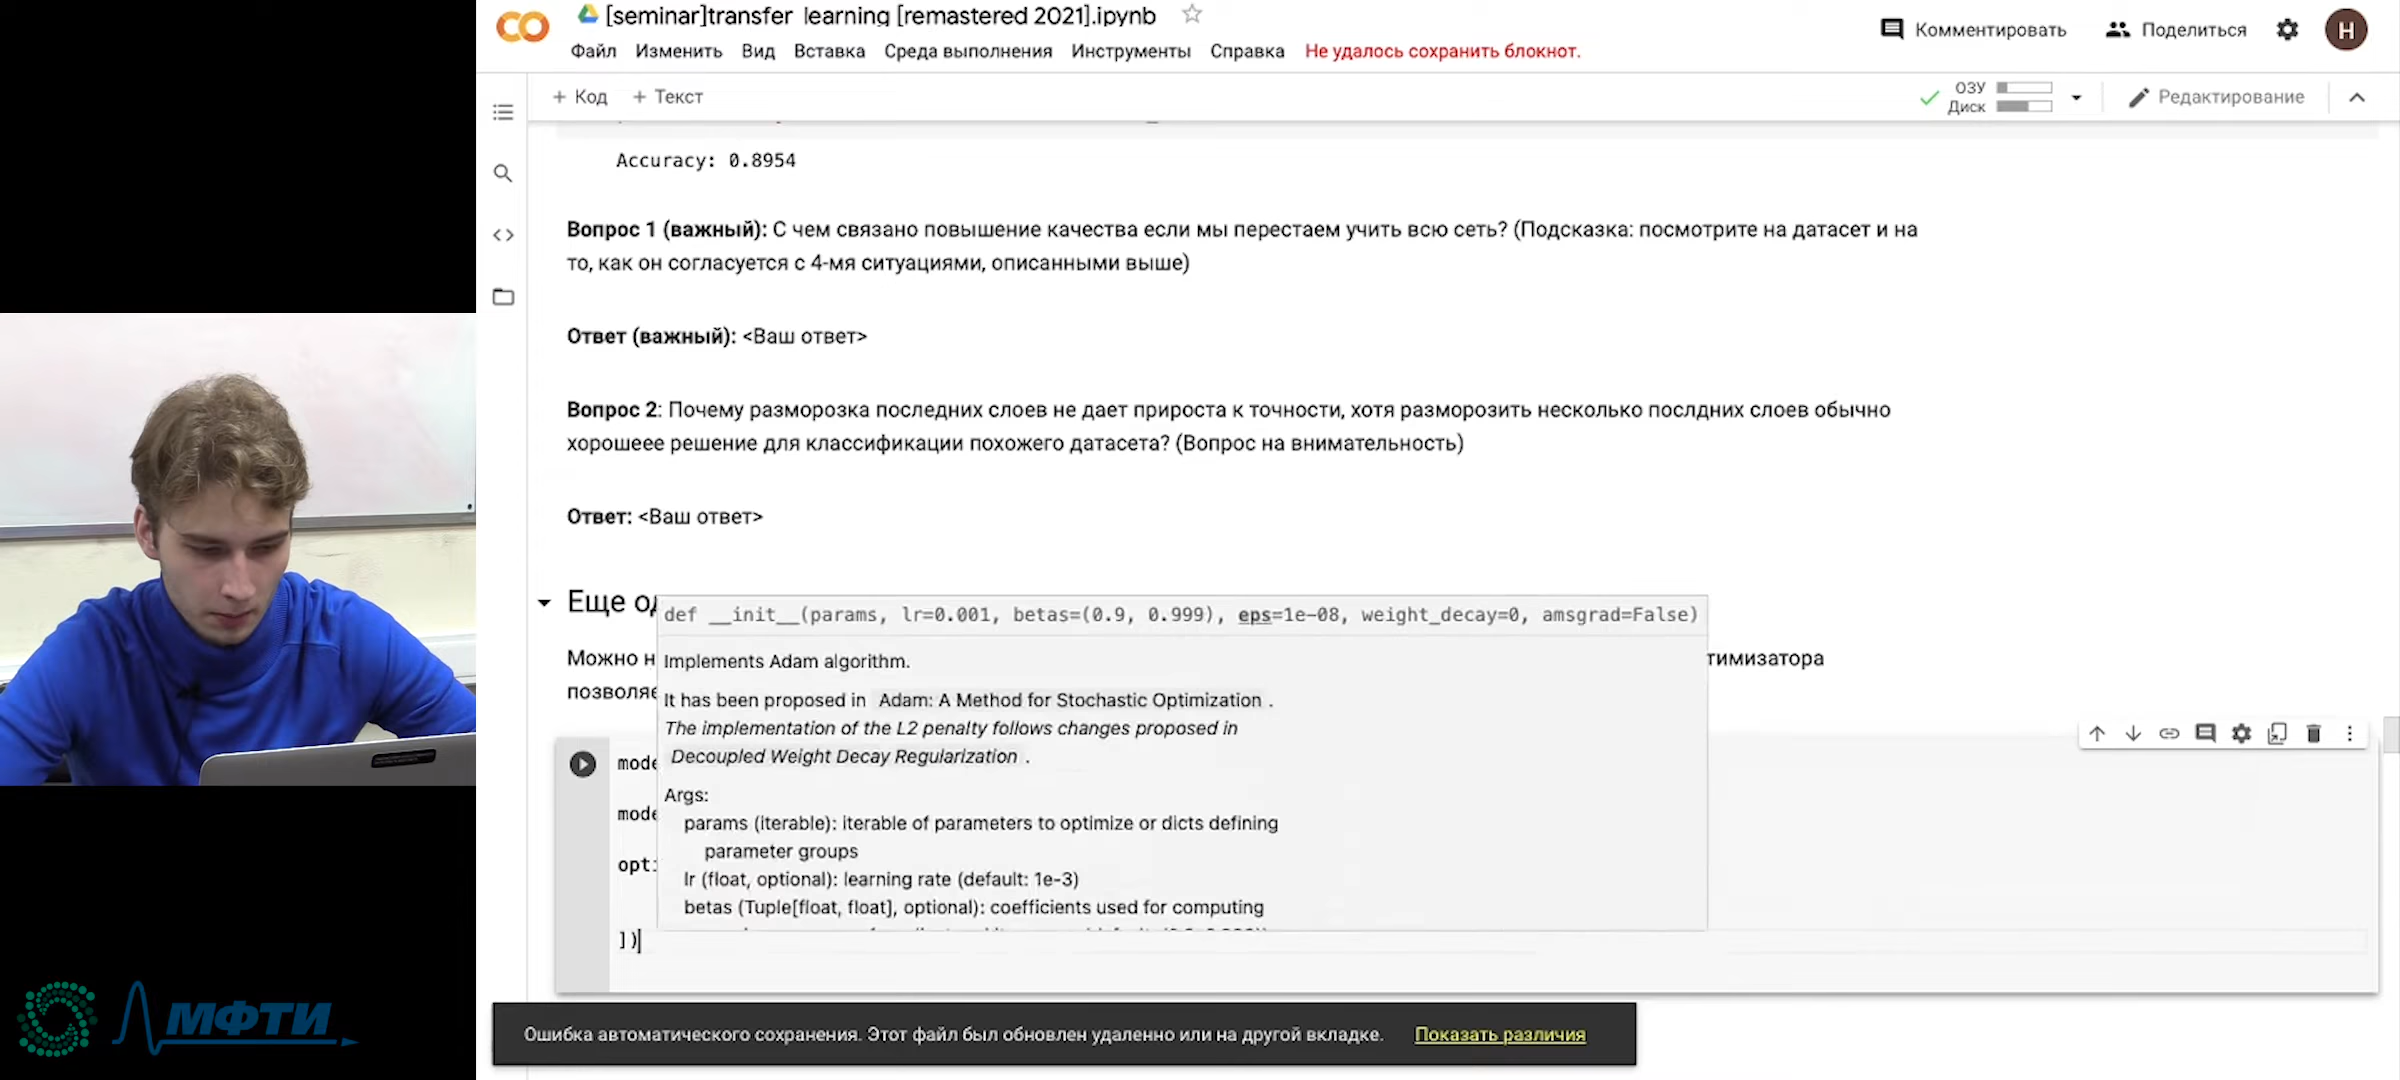 [seminar]transfer learning [remastered 2021].ipynb
Файл Изменить Вид Вставка Среда выполнения Инструменты Справка Не удалось сохранить блокнот.
Комментировать Поделиться Н
+ Код + Текст
ОЗУ
Диск
Редактирование
Accuracy: 0.8954
Вопрос 1 (важный): С чем связано повышение качества если мы перестаем учить всю сеть? (Подсказка: посмотрите на датасет и на
то, как он согласуется с 4-мя ситуациями, описанными выше)
Ответ (важный): <Ваш ответ>
Вопрос 2: Почему разморозка последних слоев не дает прироста к точности, хотя разморозить несколько послдних слоев обычно
хорошеее решение для классификации похожего датасета? (Вопрос на внимательность)
Ответ: <Ваш ответ>
Еще од
def __init__(params, lr=0.001, betas=(0.9, 0.999), eps=1e-08, weight_decay=0, amsgrad=False)
Можно н
тимизатора
позволяе
Implements Adam algorithm.
It has been proposed in Adam: A Method for Stochastic Optimization .
The implementation of the L2 penalty follows changes proposed in
Decoupled Weight Decay Regularization .
Args:
params (iterable): iterable of parameters to optimize or dicts defining
parameter groups
lr (float, optional): learning rate (default: 1e-3)
betas (Tuple[float, float], optional): coefficients used for computing
mode
mode
opti
])
Ошибка автоматического сохранения. Этот файл был обновлен удаленно или на другой вкладке. Показать различия
МФТИ